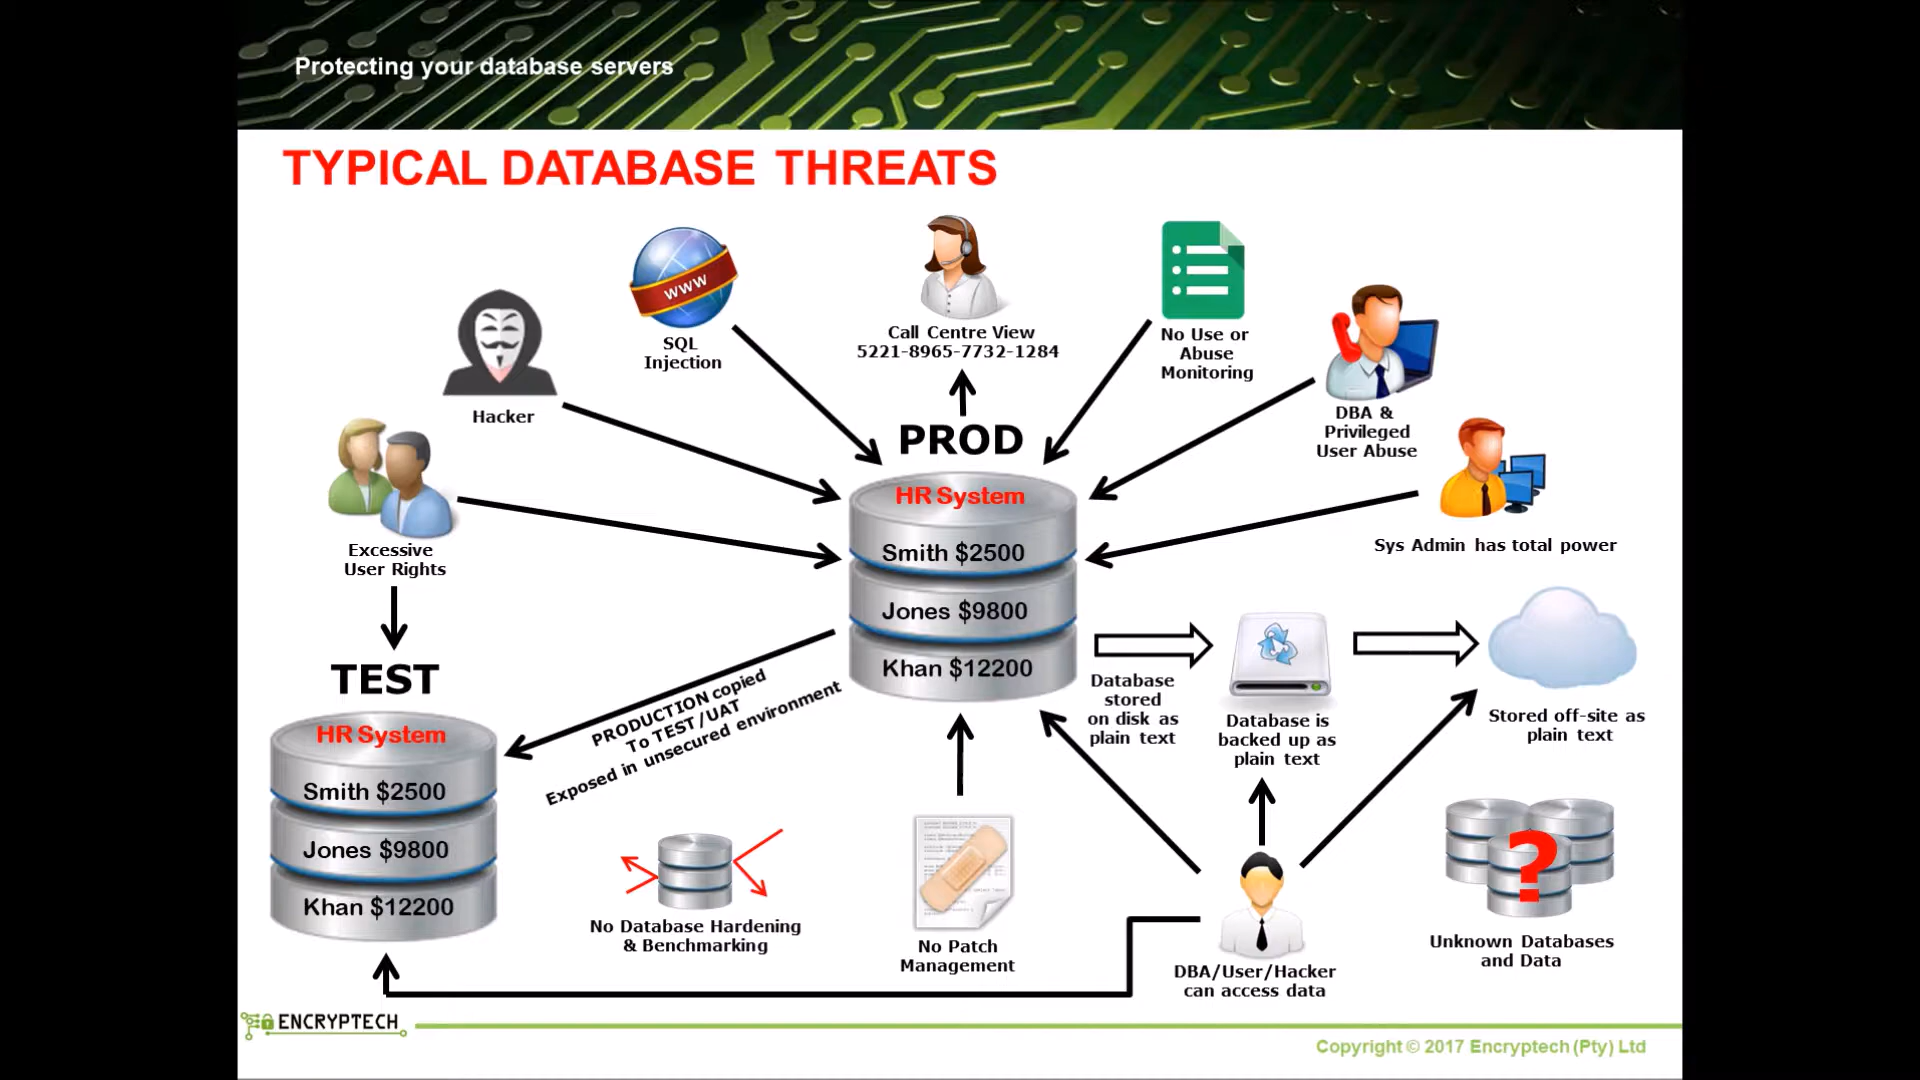 Protecting your database servers
TYPICAL DATABASE THREATS
WWW
SQL
Injection
Call Centre View
5221-8965-7732-1284
No Use or
Abuse
Monitoring
Hacker
DBA &
Privileged
User Abuse
Excessive
User Rights
PROD
HR System
Smith $2500
Jones $9800
Khan $12200
Sys Admin has total power
TEST
HR System
Smith $2500
Jones $9800
Khan $12200
PRODUCTION copied
To TEST/UAT
Exposed in unsecured environment
Database
stored
on disk as
plain text
Database is
backed up as
plain text
Stored off-site as
plain text
No Database Hardening
& Benchmarking
No Patch
Management
DBA/User/Hacker
can access data
?
Unknown Databases
and Data
ENCRYPTECH
Copyright © 2017 Encryptech (Pty) Ltd